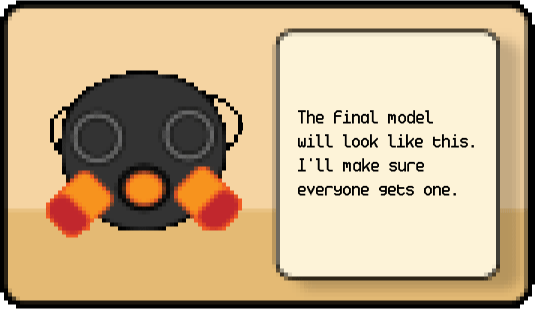 The final model
will look like this.
I'll make sure
everyone gets one.